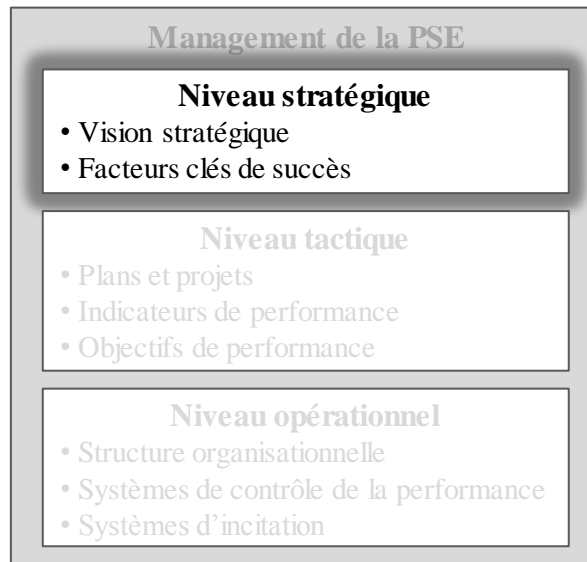 Management de la PSE
Niveau stratégique
• Vision stratégique
• Facteurs clés de succès
Niveau tactique
• Plans et projets
• Indicateurs de performance
• Objectifs de performance
Niveau opérationnel
• Structure organisationnelle
• Systèmes de contrôle de la performance
• Systèmes d'incitation